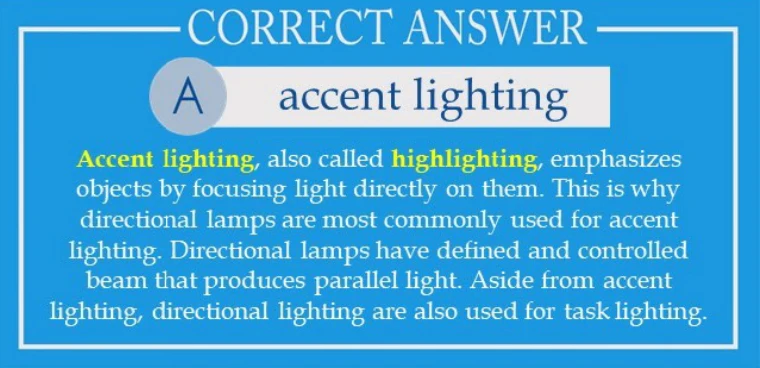 CORRECT ANSWER
A accent lighting
Accent lighting, also called highlighting, emphasizes
objects by focusing light directly on them. This is why
directional lamps are most commonly used for accent
lighting. Directional lamps have defined and controlled
beam that produces parallel light. Aside from accent
lighting, directional lighting are also used for task lighting.